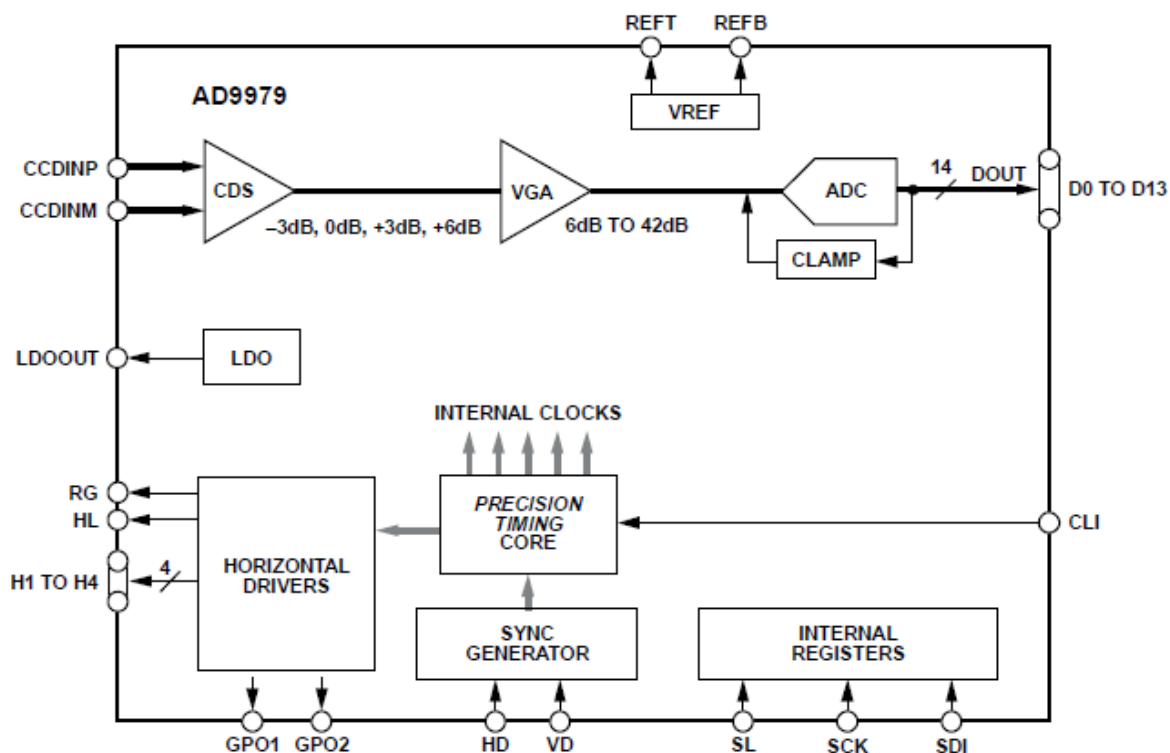 REFT REFB
AD9979
VREF
CCDINP
CDS
VGA
ADC
14 DOUT
D0 TO D13
CCDINM
–3dB, 0dB, +3dB, +6dB
6dB TO 42dB
CLAMP
LDOOUT
LDO
INTERNAL CLOCKS
RG
HL
PRECISION
TIMING
CORE
CLI
H1 TO H4
4
HORIZONTAL
DRIVERS
SYNC
GENERATOR
INTERNAL
REGISTERS
GPO1 GPO2 HD VD SL SCK SDI